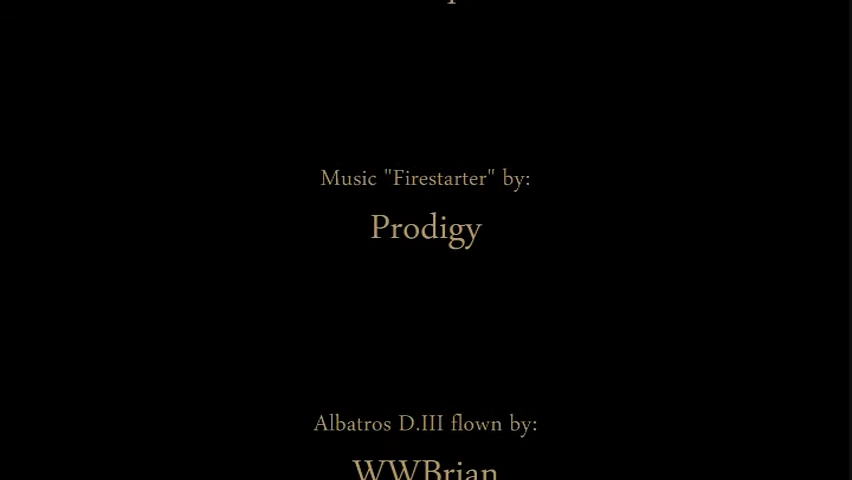 Music "Firestarter" by:
Prodigy
Albatros D.III flown by:
WWBrian